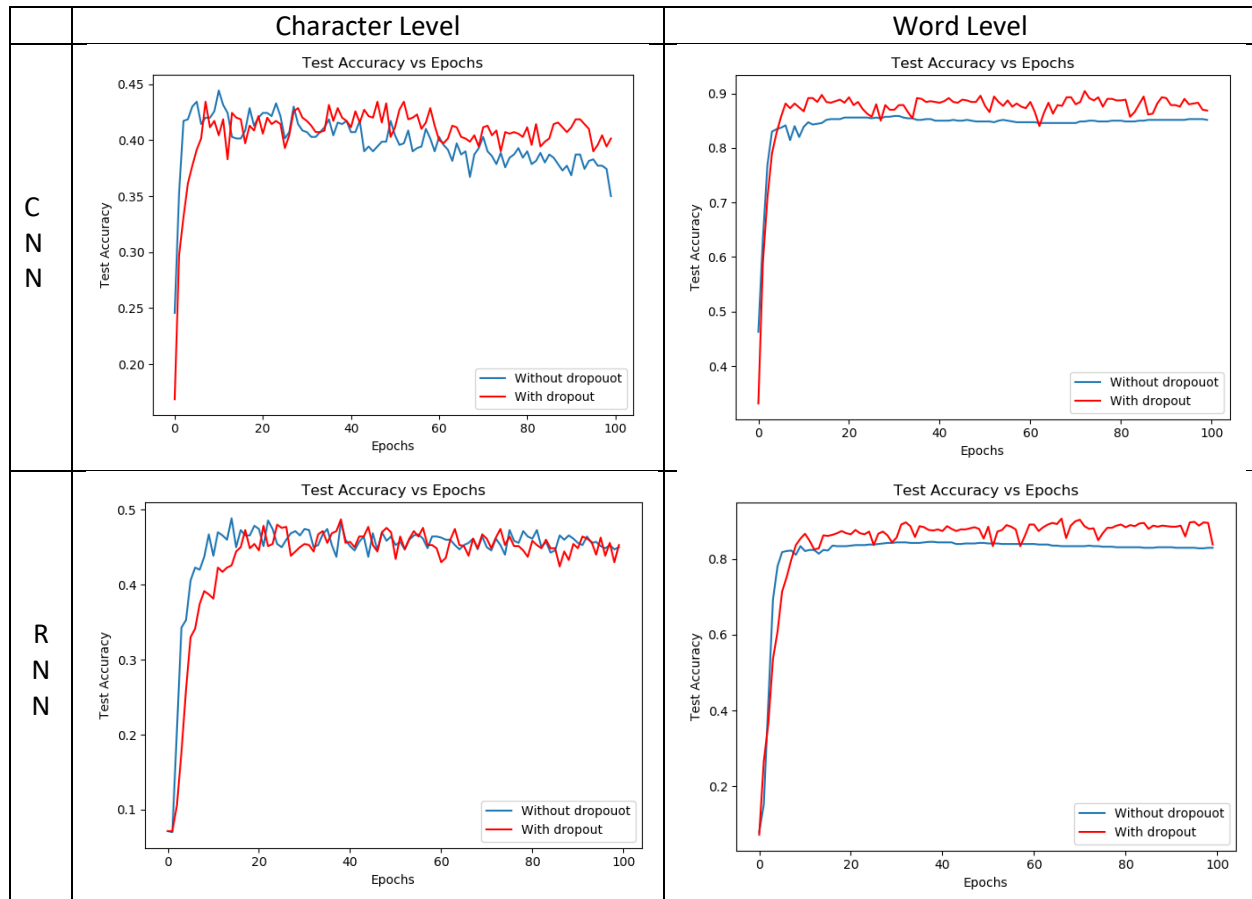 Character Level
Word Level
C
N
N
Test Accuracy vs Epochs
Test Accuracy
0.45
0.40
0.35
0.30
0.25
0.20
0
20
40
60
80
100
Epochs
Without dropouot
With dropout
Test Accuracy vs Epochs
Test Accuracy
0.9
0.8
0.7
0.6
0.5
0.4
0
20
40
60
80
100
Epochs
Without dropouot
With dropout
R
N
N
Test Accuracy vs Epochs
Test Accuracy
0.5
0.4
0.3
0.2
0.1
0
20
40
60
80
100
Epochs
Without dropouot
With dropout
Test Accuracy vs Epochs
Test Accuracy
0.8
0.6
0.4
0.2
0
20
40
60
80
100
Epochs
Without dropouot
With dropout